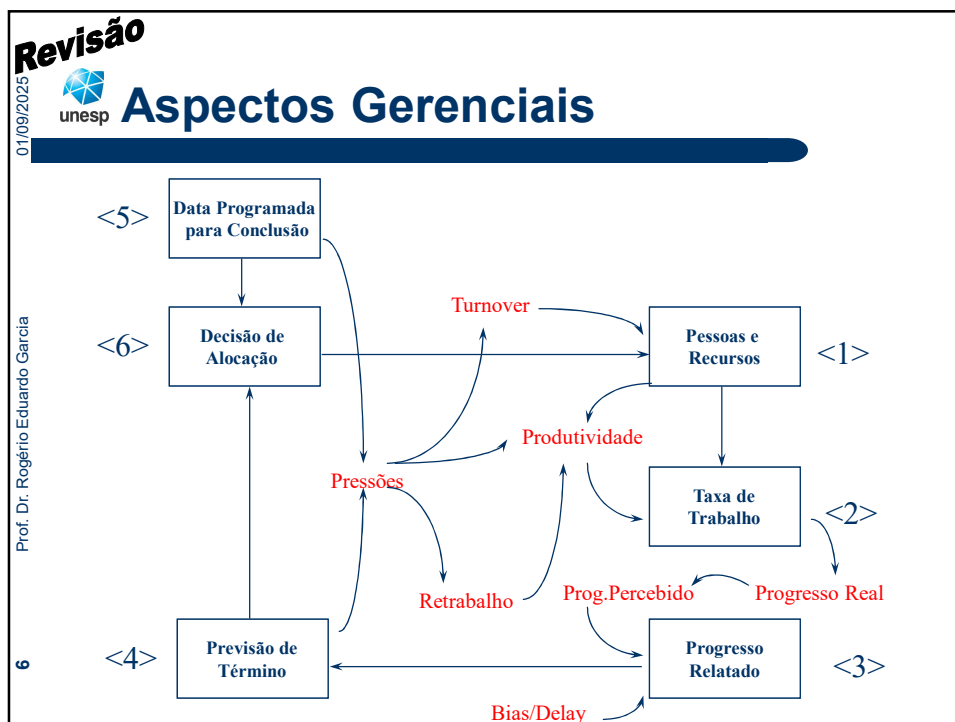 Revisão
01/09/2025
unesp
Aspectos Gerenciais
<5>
Data Programada
para Conclusão
<6>
Decisão de
Alocação
Turnover
Pessoas e
Recursos
<1>
Prof. Dr. Rogério Eduardo Garcia
Produtividade
Pressões
Taxa de
Trabalho
<2>
Retrabalho
Prog.Percebido
Progresso Real
6
<4>
Previsão de
Término
Progresso
Relatado
<3>
Bias/Delay